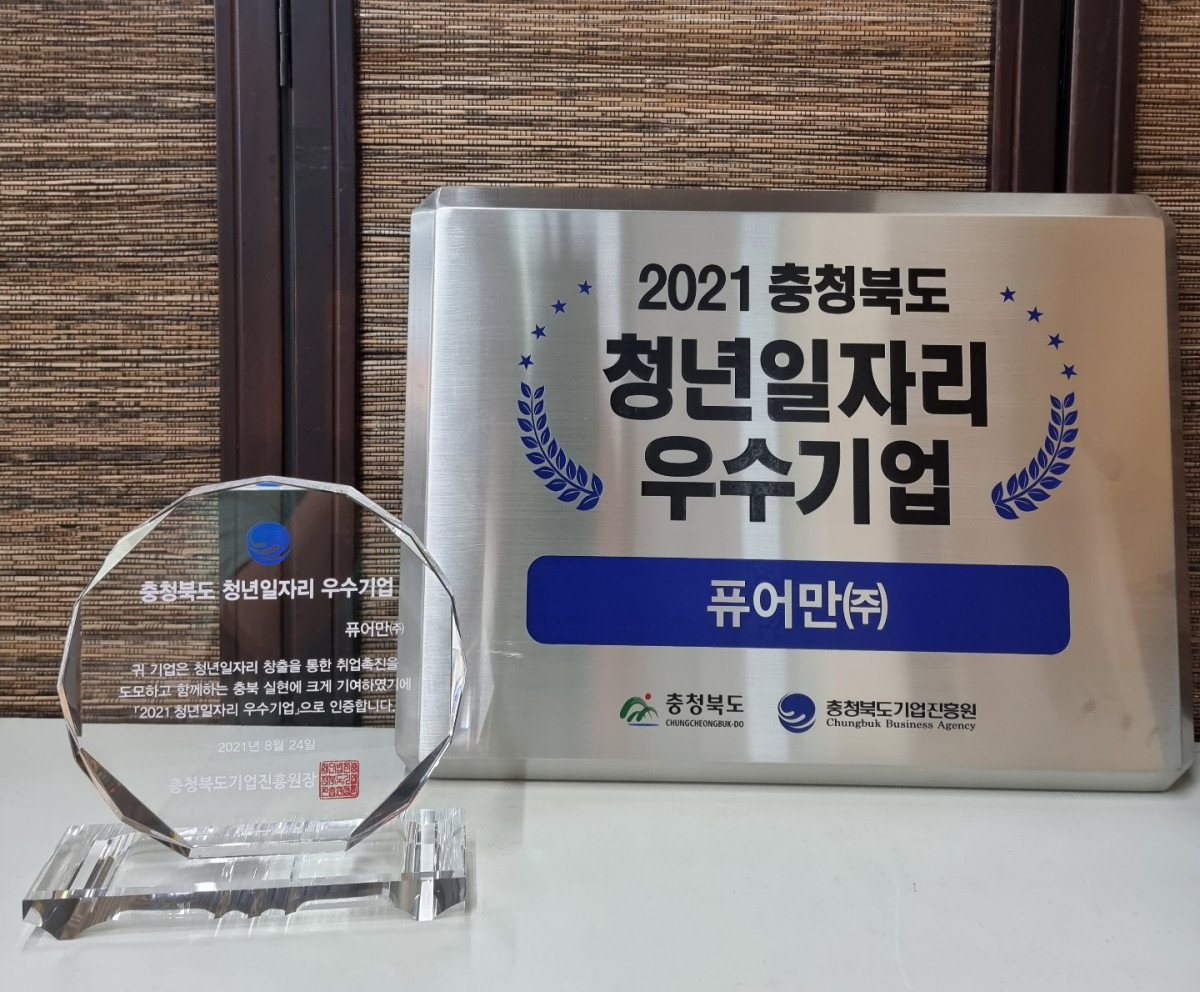 2021 충청북도
청년일자리
우수기업
퓨어만㈜
충청북도
CHUNGCHEONGBUK-DO
충청북도기업진흥원
Chungbuk Business Agency
충청북도 청년일자리 우수기업
퓨어만㈜
귀 기업은 청년일자리 창출을 통한 취업촉진을
도모하고 함께하는 충북 실현에 크게 기여하였기에
「2021 청년일자리 우수기업」으로 인증합니다.
2021년 8월 24일
충청북도기업진흥원장